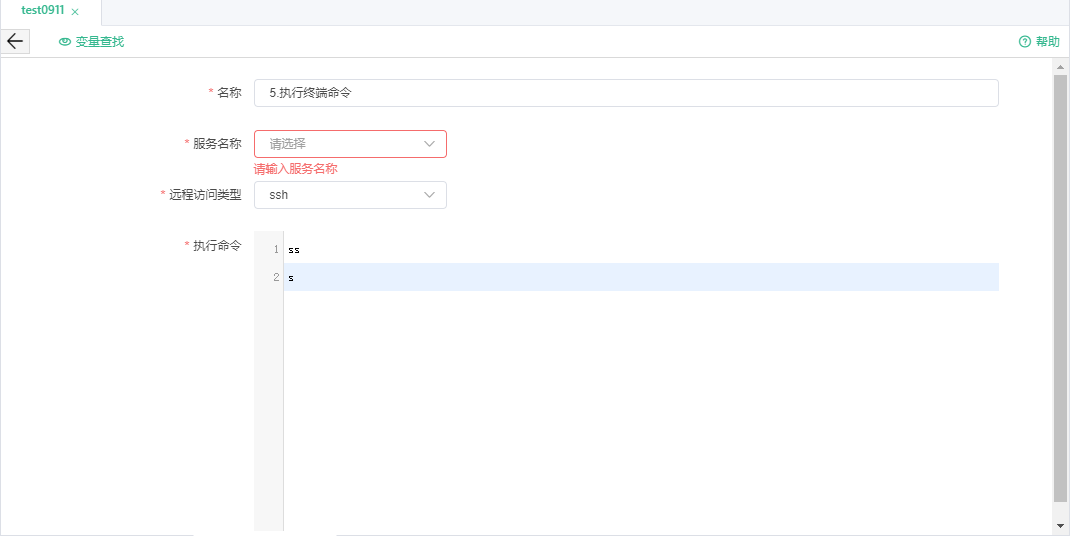 test0911
变量查找
帮助
* 名称 5.执行终端命令
* 服务名称 请选择
请输入服务名称
* 远程访问类型 ssh
* 执行命令
1 ss
2 s